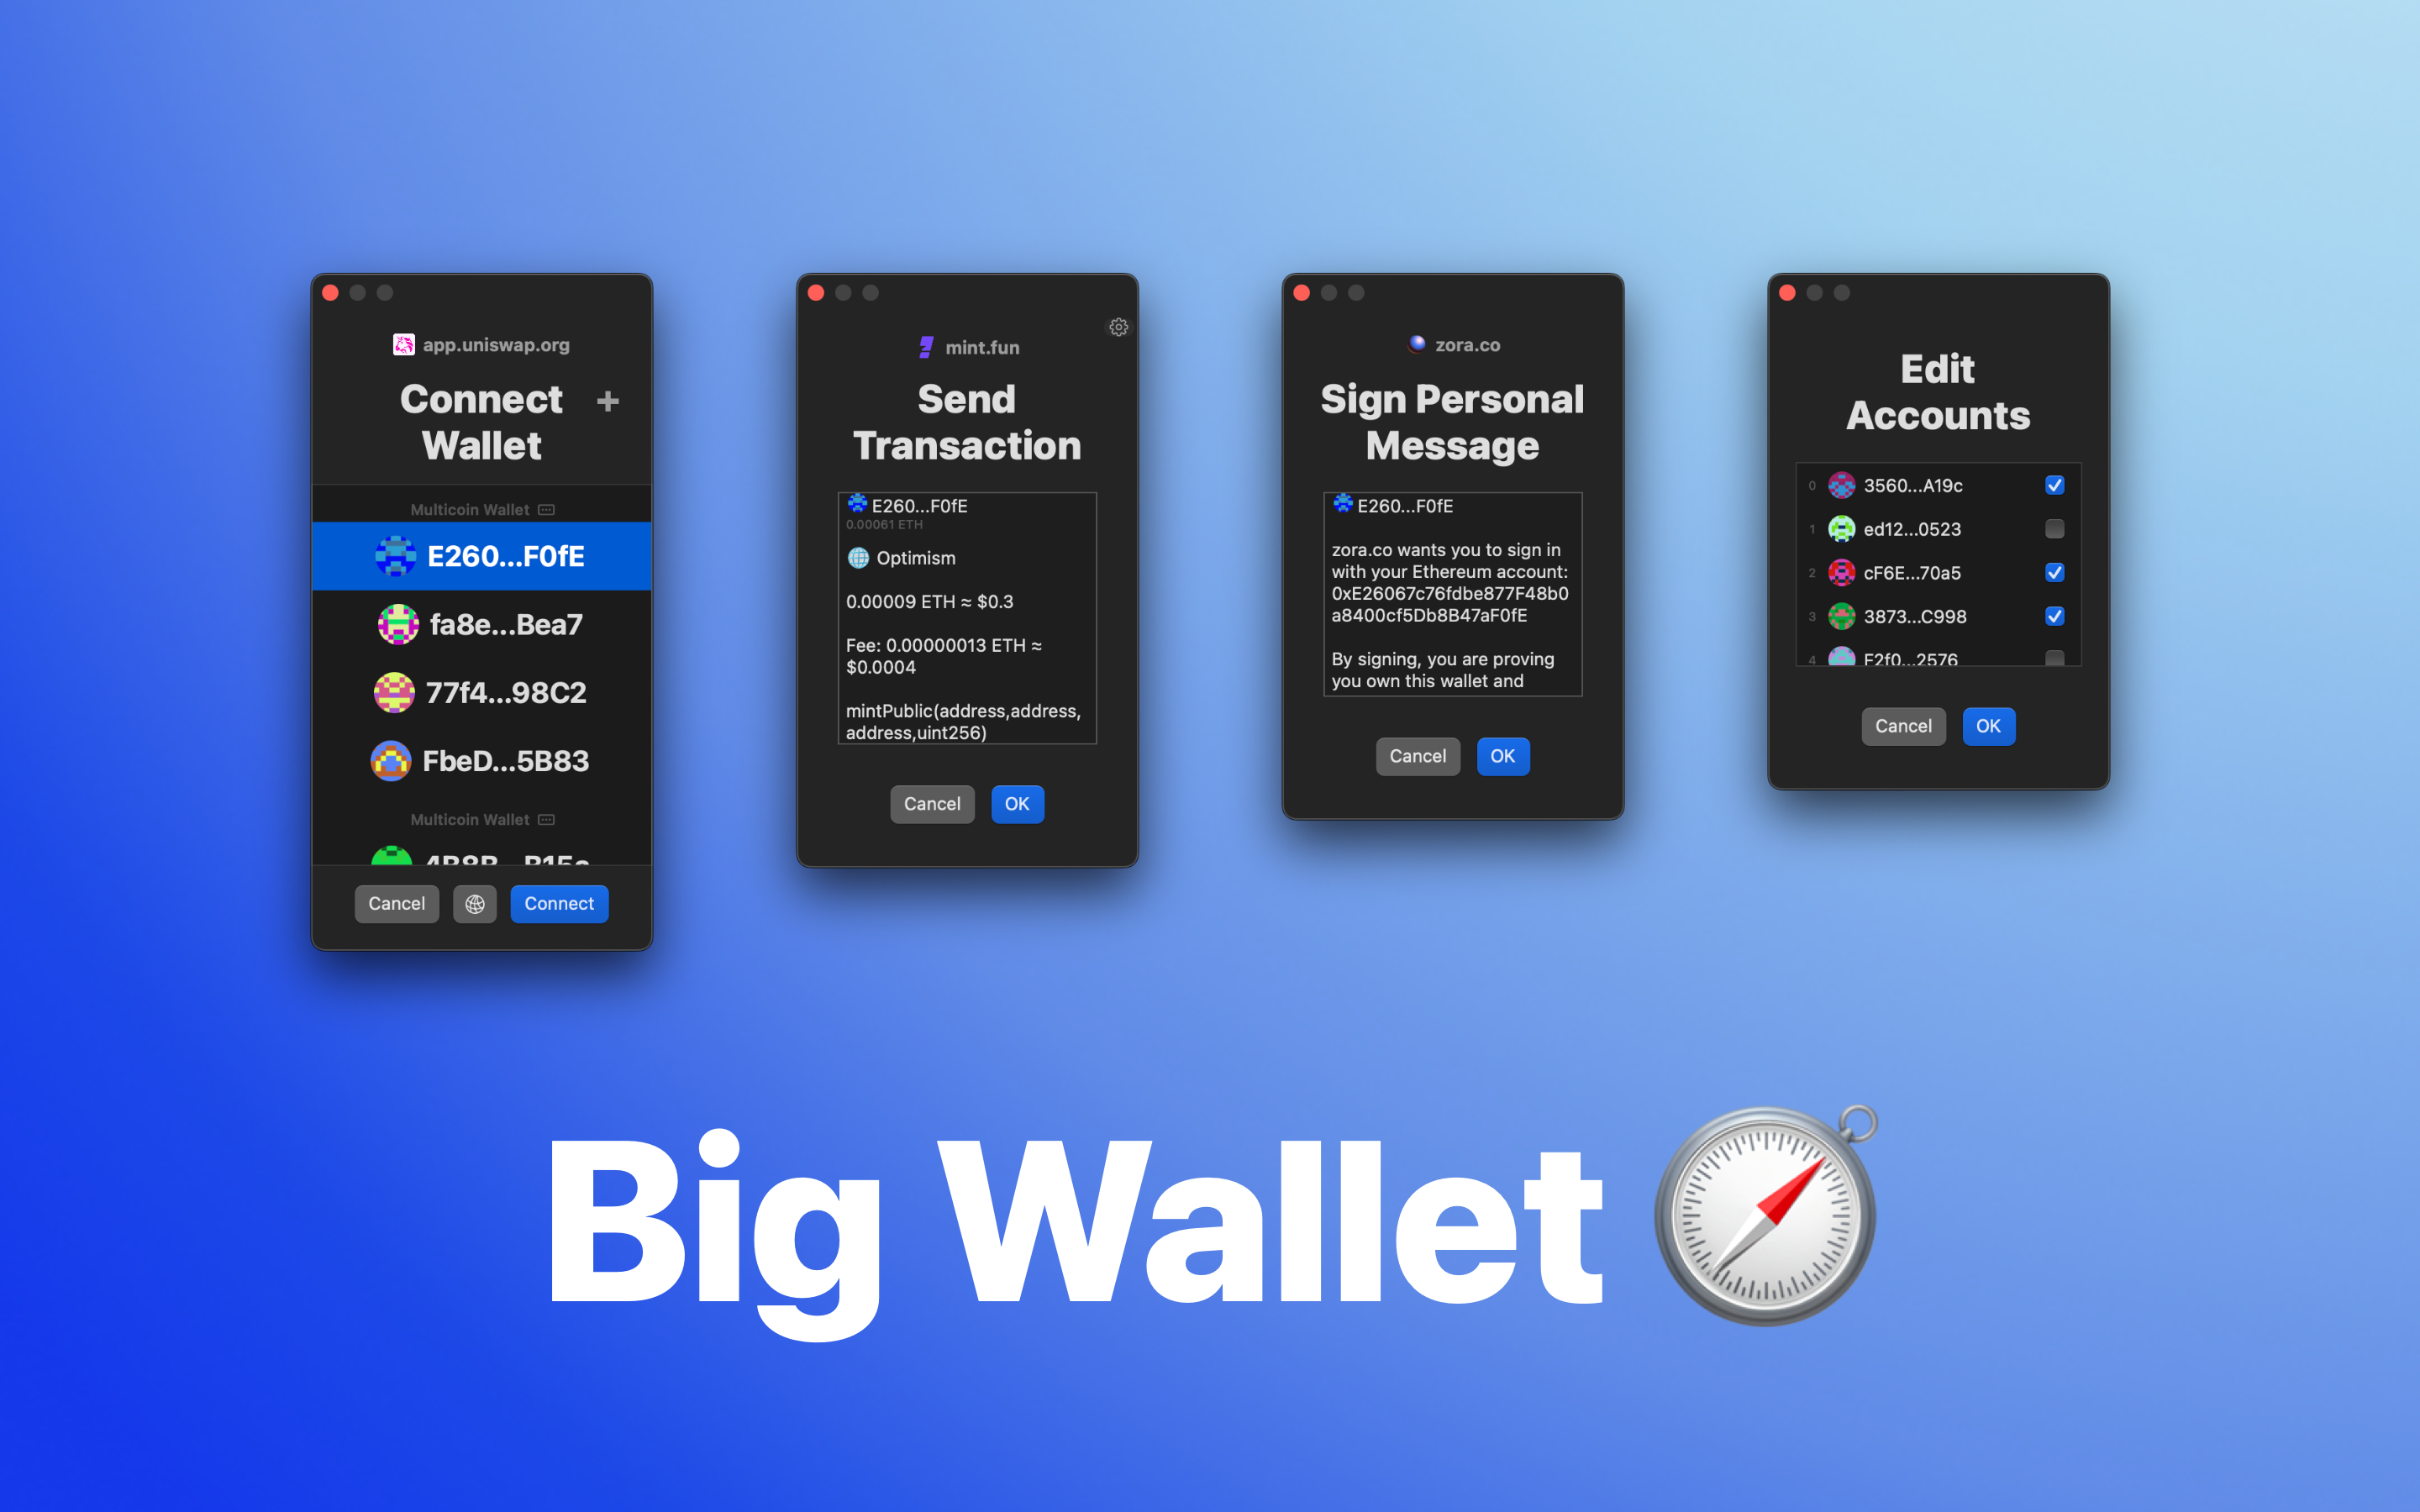 app.uniswap.org
Connect
Wallet
+
Multicoin Wallet
E260...F0fE
fa8e...Bea7
77f4...98C2
FbeD...5B83
Multicoin Wallet
Cancel
Connect
mint.fun
Send
Transaction
E260...F0fE
0.00061 ETH
Optimism
0.00009 ETH ≈ $0.3
Fee: 0.00000013 ETH ≈
$0.0004
mintPublic(address,address,
address,uint256)
Cancel
OK
zora.co
Sign Personal
Message
E260...F0fE
zora.co wants you to sign in
with your Ethereum account:
0xE26067c76fdbe877F48b0
a8400cf5Db8B47aF0fE
By signing, you are proving
you own this wallet and
Cancel
OK
Edit
Accounts
0 3560...A19c
1 ed12...0523
2 cF6E...70a5
3 3873...C998
4
Cancel
OK
Big Wallet